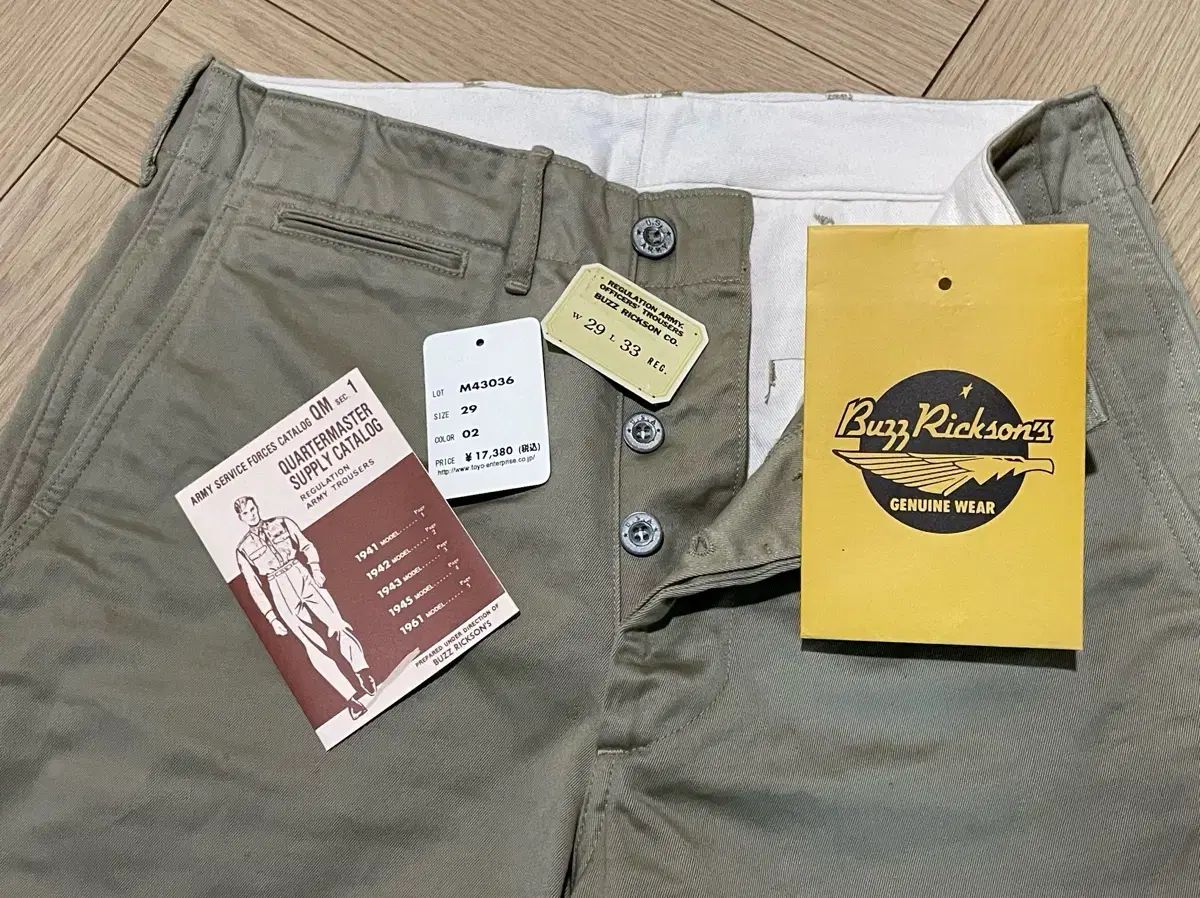 U.S.
ARMY
REGULATION ARMY.
OFFICERS' TROUSERS
BUZZ RICKSON CO.
W 29 L 33 REG.
LOT M43036
SIZE 29
COLOR 02
PRICE ¥17,380 (税込)
http://www.toyo-enterprise.co.jp/
ARMY SERVICE FORCES CATALOG QM SEC. 1
QUARTERMASTER
SUPPLY CATALOG
REGULATION
ARMY TROUSERS
1941 MODEL
1942 MODEL
1943 MODEL
1945 MODEL
1961 MODEL
PREPARED UNDER DIRECTION OF
BUZZ RICKSON'S
Buzz Rickson's
GENUINE WEAR